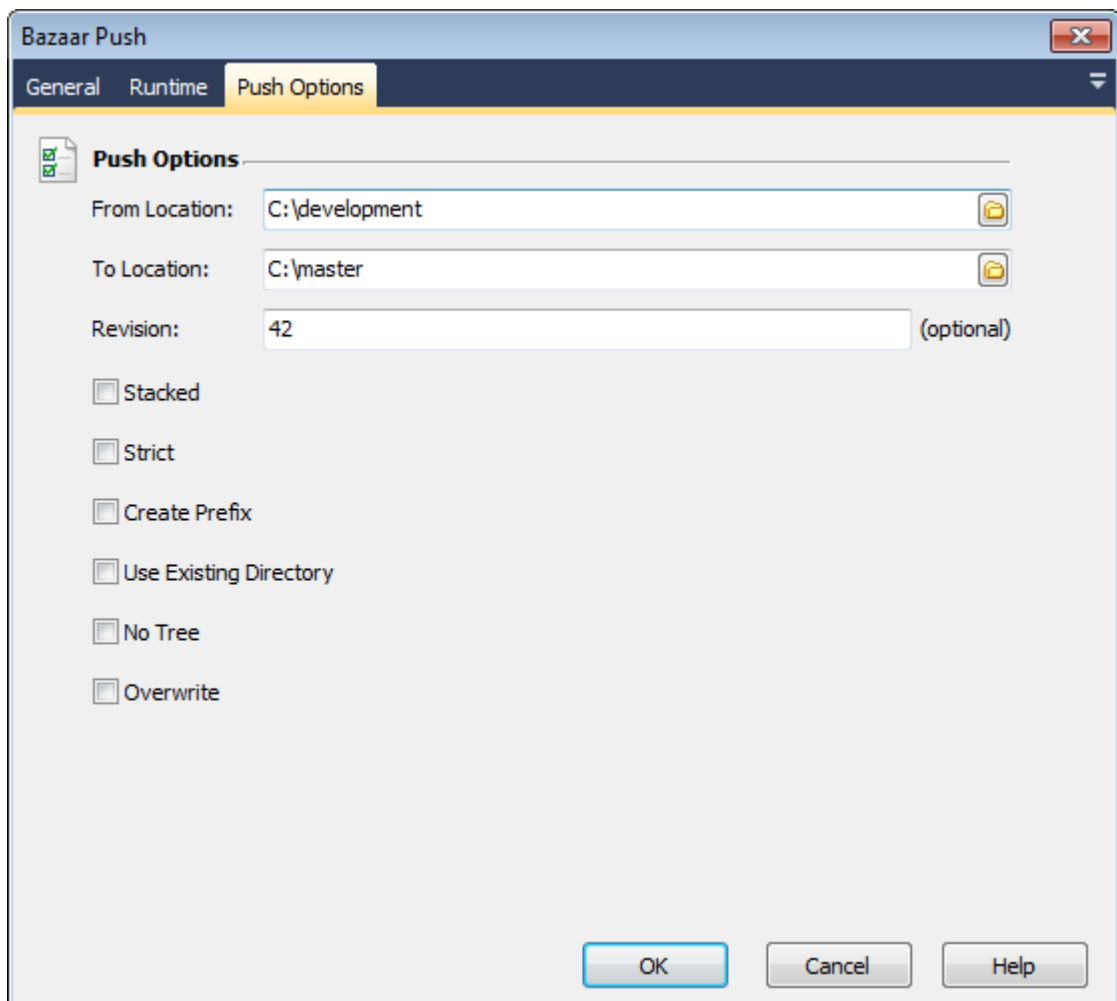 Bazaar Push
General Runtime Push Options
Push Options
From Location: C:\development
To Location: C:\master
Revision: 42 (optional)
Stacked
Strict
Create Prefix
Use Existing Directory
No Tree
Overwrite
OK Cancel Help